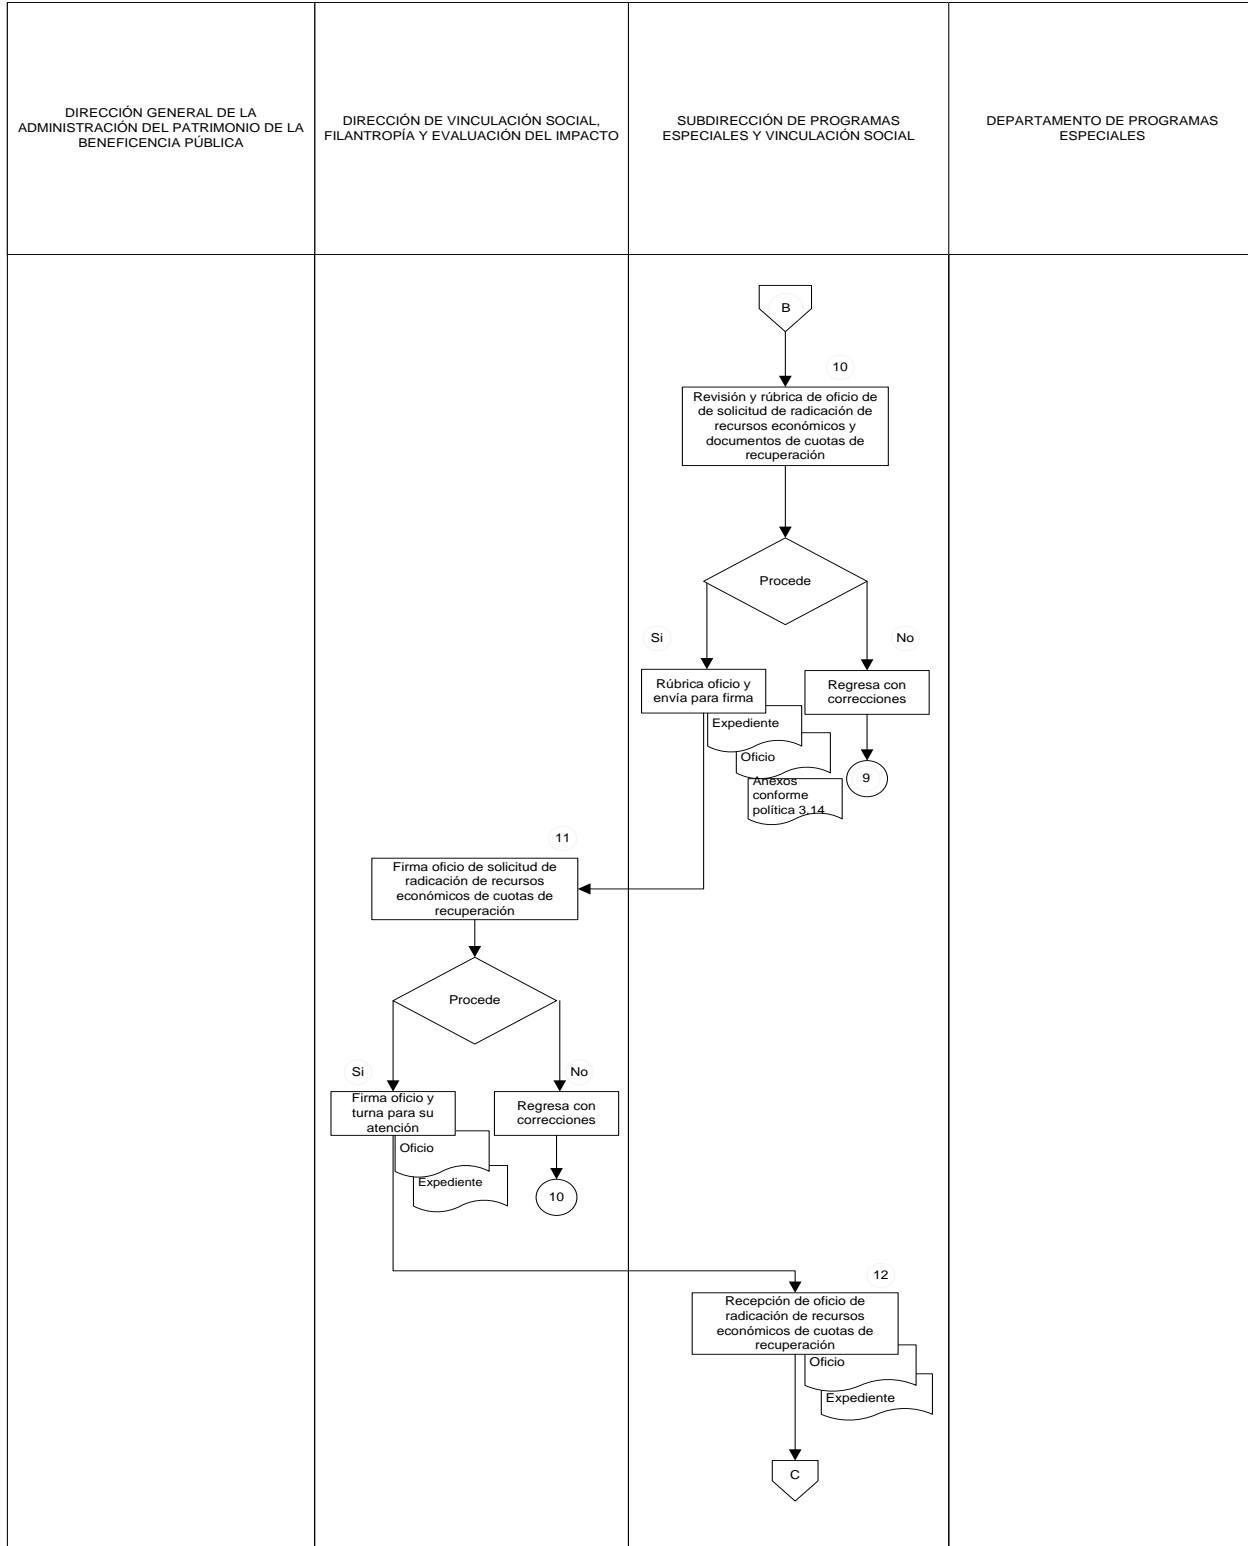 DIRECCIÓN GENERAL DE LA
ADMINISTRACIÓN DEL PATRIMONIO DE LA
BENEFICENCIA PÚBLICA
DIRECCIÓN DE VINCULACIÓN SOCIAL,
FILANTROPÍA Y EVALUACIÓN DEL IMPACTO
SUBDIRECCIÓN DE PROGRAMAS
ESPECIALES Y VINCULACIÓN SOCIAL
DEPARTAMENTO DE PROGRAMAS
ESPECIALES
B
10
Revisión y rúbrica de oficio de
de solicitud de radicación de
recursos económicos y
documentos de cuotas de
recuperación
Procede
Si
No
Rúbrica oficio y
envía para firma
Regresa con
correcciones
Expediente
Oficio
Anexos
conforme
política 3.14
9
11
Firma oficio de solicitud de
radicación de recursos
económicos de cuotas de
recuperación
Procede
Si
No
Firma oficio y
turna para su
atención
Regresa con
correcciones
Oficio
Expediente
10
12
Recepción de oficio de
radicación de recursos
económicos de cuotas de
recuperación
Oficio
Expediente
C